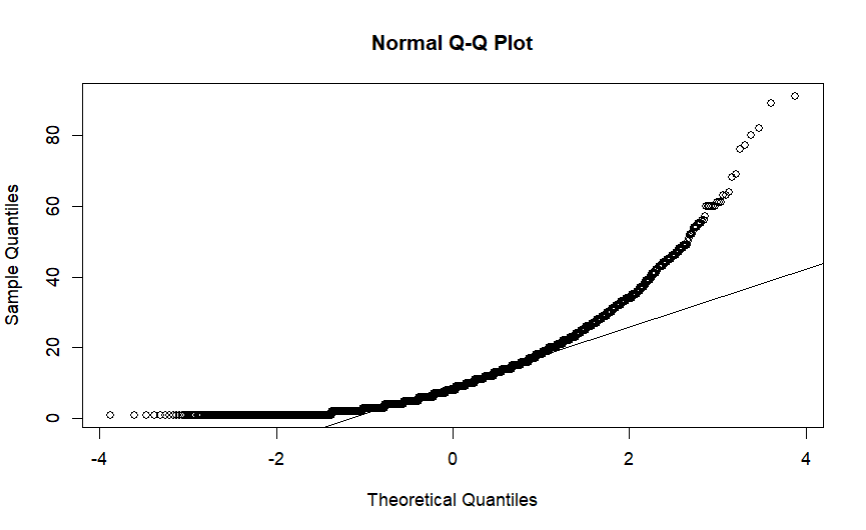 Normal Q-Q Plot
Sample Quantiles
80
60
40
20
0
-4 -2 0 2 4
Theoretical Quantiles